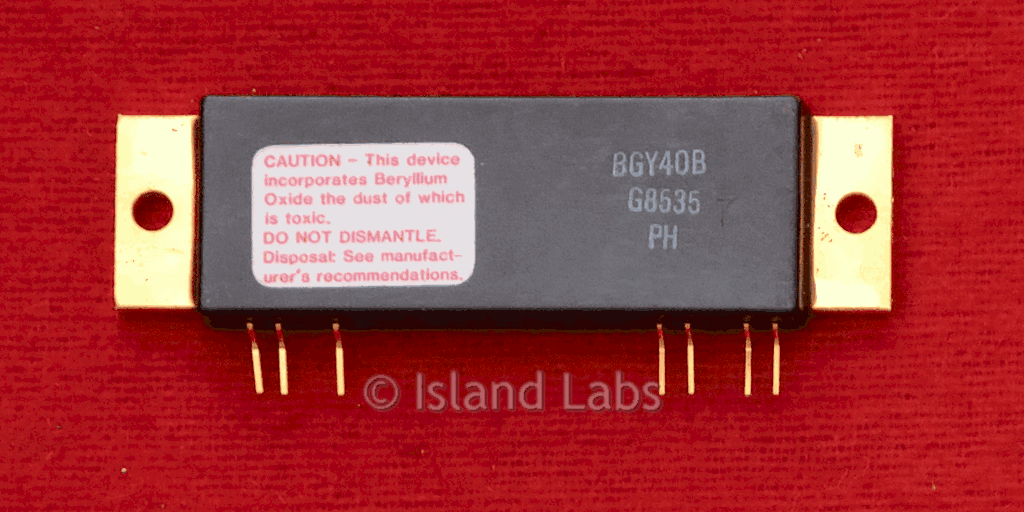 CAUTION - This device
incorporates Beryllium
Oxide the dust of which
is toxic.
DO NOT DISMANTLE.
Disposal: See manufact-
urer's recommendations.
BGY40B
G8535
PH
© Island Labs